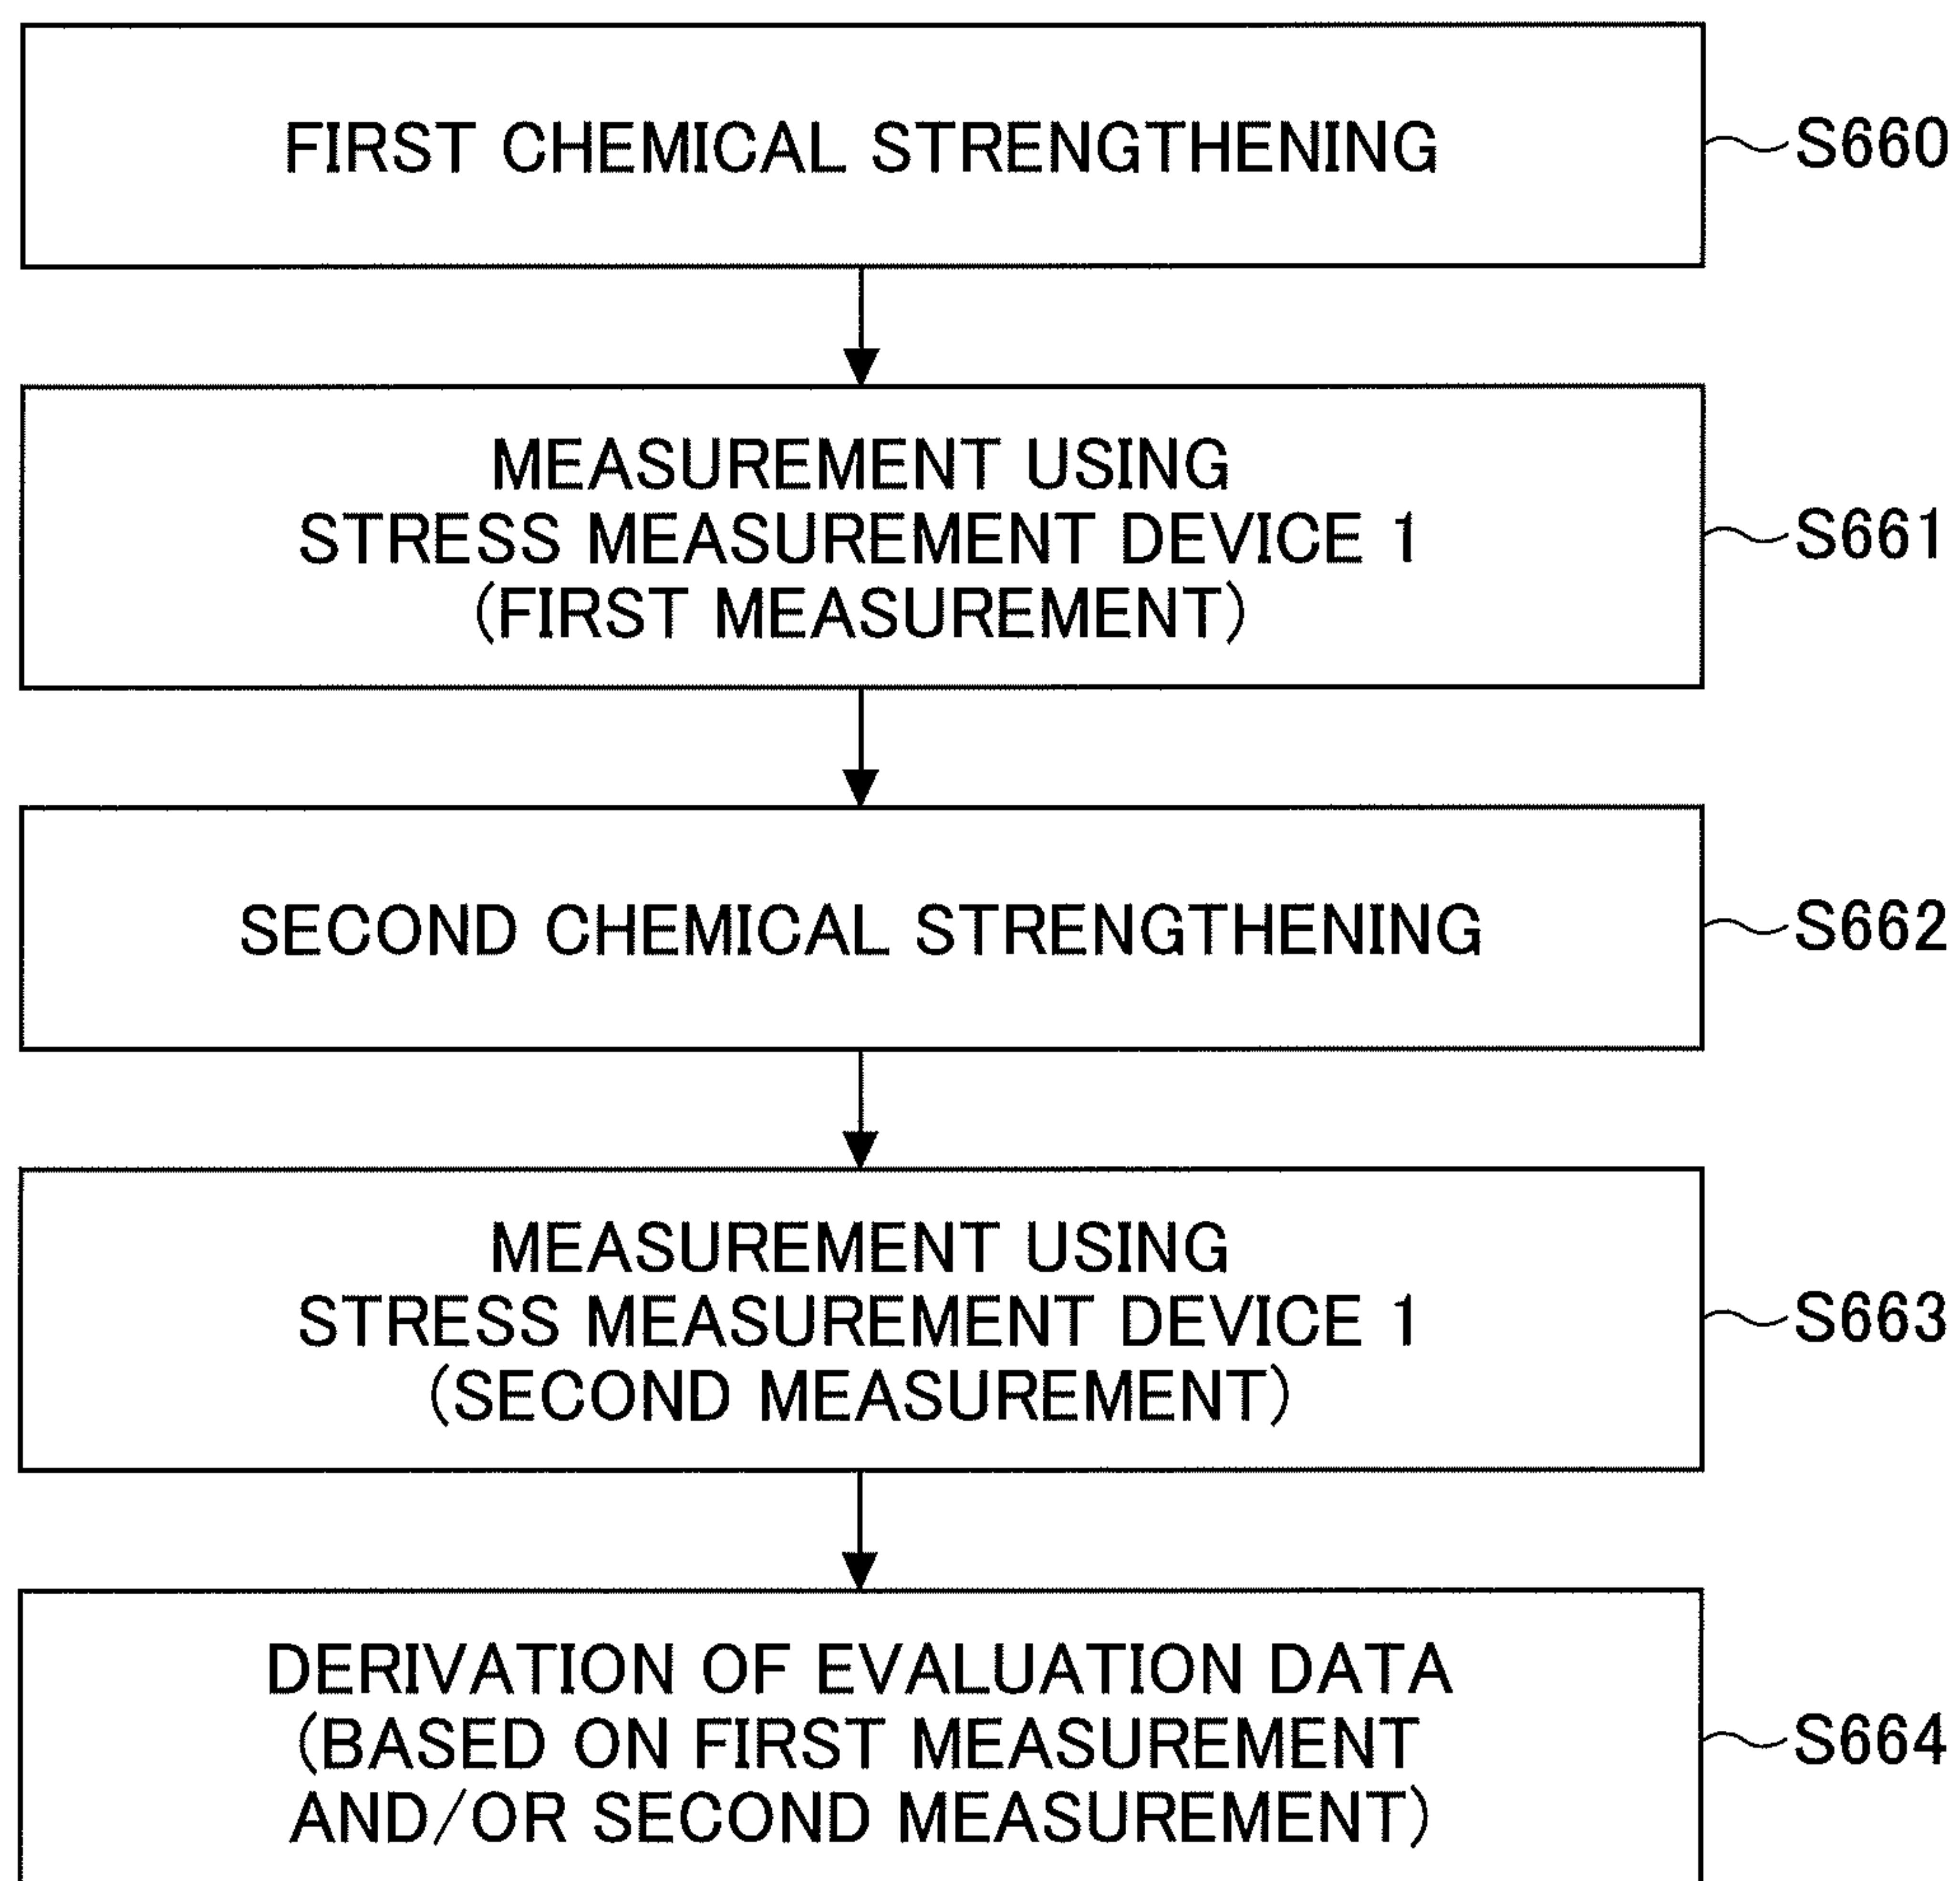 FIRST CHEMICAL STRENGTHENING
S660
MEASUREMENT USING
STRESS MEASUREMENT DEVICE 1
(FIRST MEASUREMENT)
S661
SECOND CHEMICAL STRENGTHENING
S662
MEASUREMENT USING
STRESS MEASUREMENT DEVICE 1
(SECOND MEASUREMENT)
S663
DERIVATION OF EVALUATION DATA
(BASED ON FIRST MEASUREMENT
AND/OR SECOND MEASUREMENT)
S664